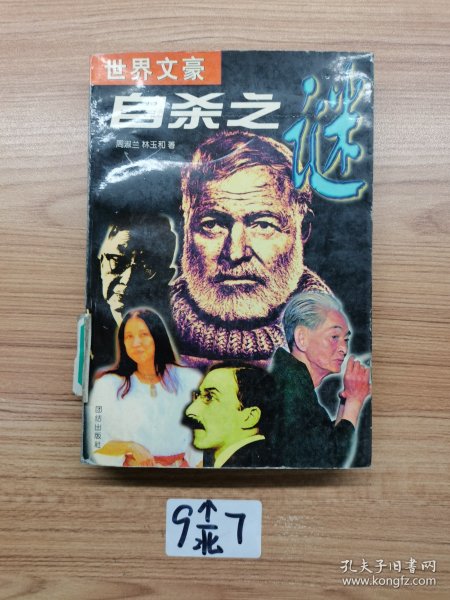 世界文豪
自杀之谜
周淑兰 林玉和 著
团结出版社
9 ↑北 7
孔夫子旧书网
www.kongfz.com